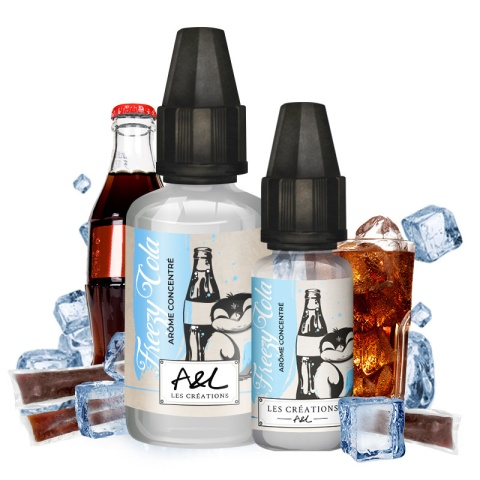 Freezy Cola
ARÔME CONCENTRÉ
A&L
LES CRÉATIONS
Freezy Cola
ARÔME CONCENTRÉ
LES CRÉATIONS
A&L